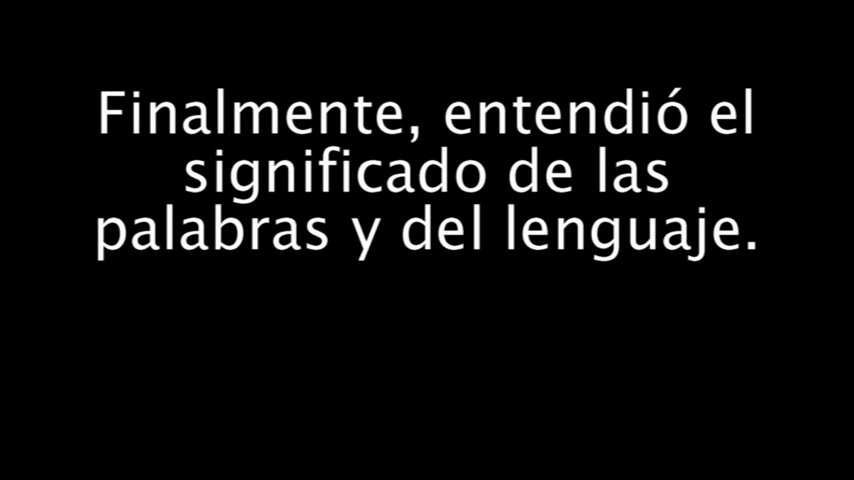 Finalmente, entendió el
significado de las
palabras y del lenguaje.